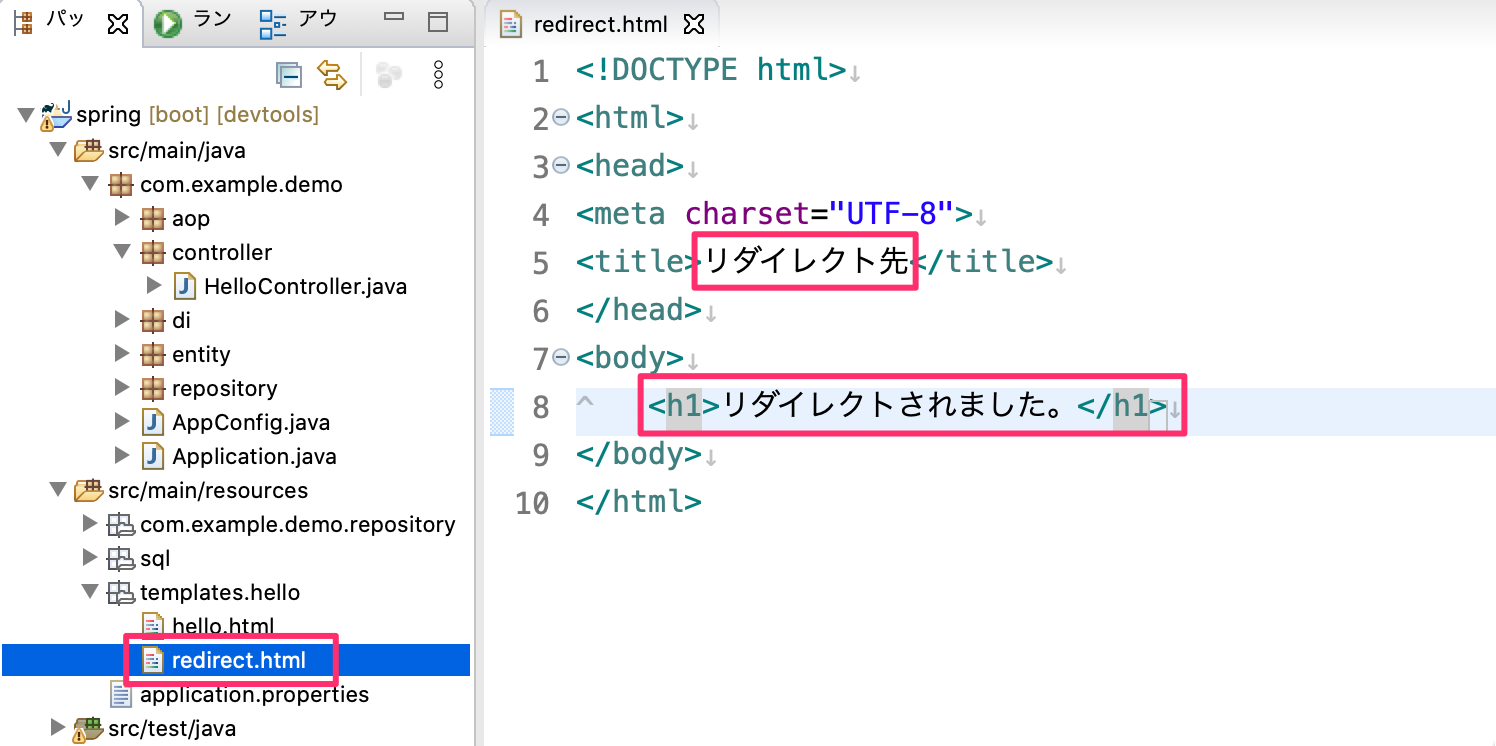 パッ ラン アウ
spring [boot] [devtools]
src/main/java
com.example.demo
aop
controller
HelloController.java
di
entity
repository
AppConfig.java
Application.java
src/main/resources
com.example.demo.repository
sql
templates.hello
hello.html
redirect.html
application.properties
src/test/java
redirect.html
1 <!DOCTYPE html>↓
2 <html>↓
3 <head>↓
4 <meta charset="UTF-8">↓
5 <title>リダイレクト先</title>↓
6 </head>↓
7 <body>↓
8 ^ <h1>リダイレクトされました。</h1>↓
9 </body>↓
10 </html>